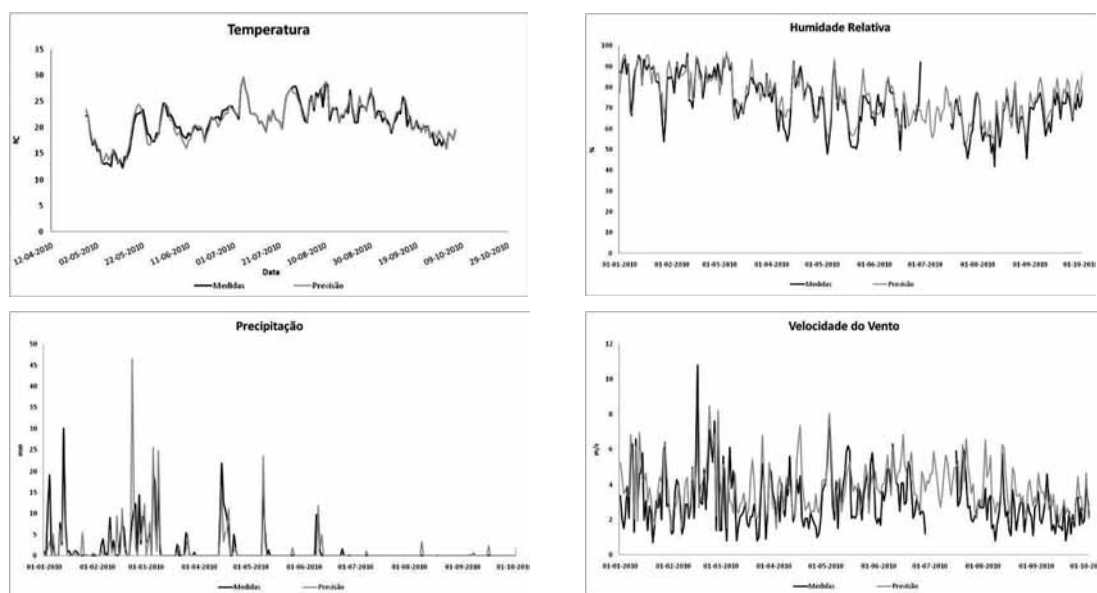 Temperatura
35
30
25
20
15
10
5
0
ºC
12-04-2010 02-05-2010 22-05-2010 11-06-2010 01-07-2010 21-07-2010 10-08-2010 30-08-2010 19-09-2010 09-10-2010 29-10-2010
Data
Medidas Previsão
Humidade Relativa
100
90
80
70
60
50
40
30
20
10
0
%
01-01-2010 01-02-2010 01-03-2010 01-04-2010 01-05-2010 01-06-2010 01-07-2010 01-08-2010 01-09-2010 01-10-2010
Medidas Previsão
Precipitação
50
45
40
35
30
25
20
15
10
5
0
mm
01-01-2010 01-02-2010 01-03-2010 01-04-2010 01-05-2010 01-06-2010 01-07-2010 01-08-2010 01-09-2010 01-10-2010
Medidas Previsão
Velocidade do Vento
12
10
8
6
4
2
0
m/s
01-01-2010 01-02-2010 01-03-2010 01-04-2010 01-05-2010 01-06-2010 01-07-2010 01-08-2010 01-09-2010
Medidas Previsão